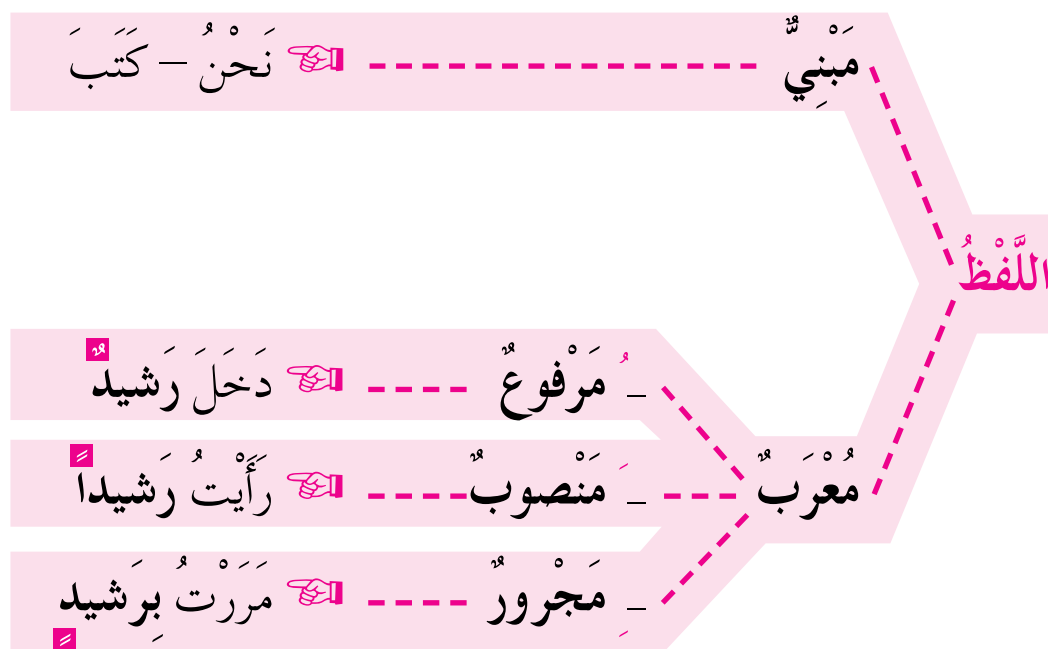 مَبْنِيٌّ نَحْنُ – كَتَبَ
اللَّفْظُ
ـُ مَرْفوعٌ دَخَلَ رَشيدٌ
مُعْرَبٌ ـَ مَنْصوبٌ رَأَيْتُ رَشيداً
ـِ مَجْرورٌ مَرَرْتُ بِرَشيدٍ